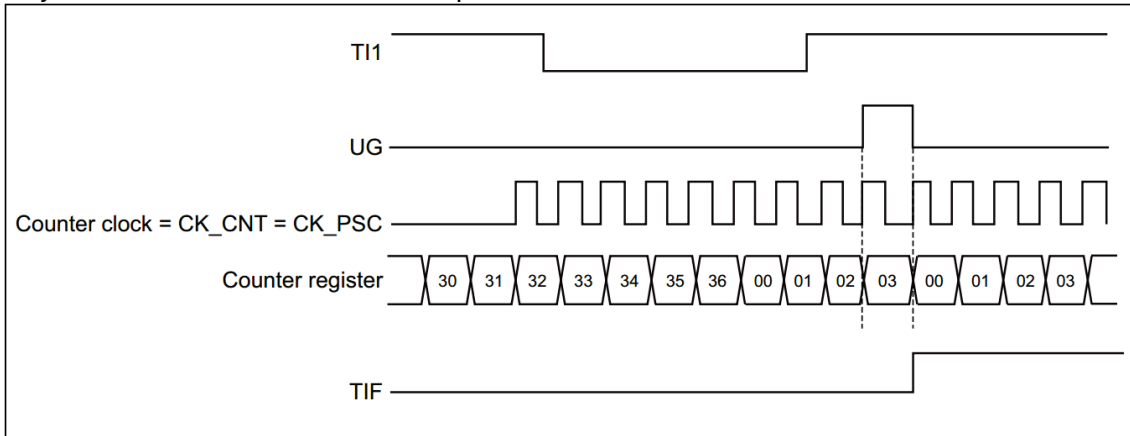 TI1
UG
Counter clock = CK_CNT = CK_PSC
Counter register 30 31 32 33 34 35 36 00 01 02 03 00 01 02 03
TIF